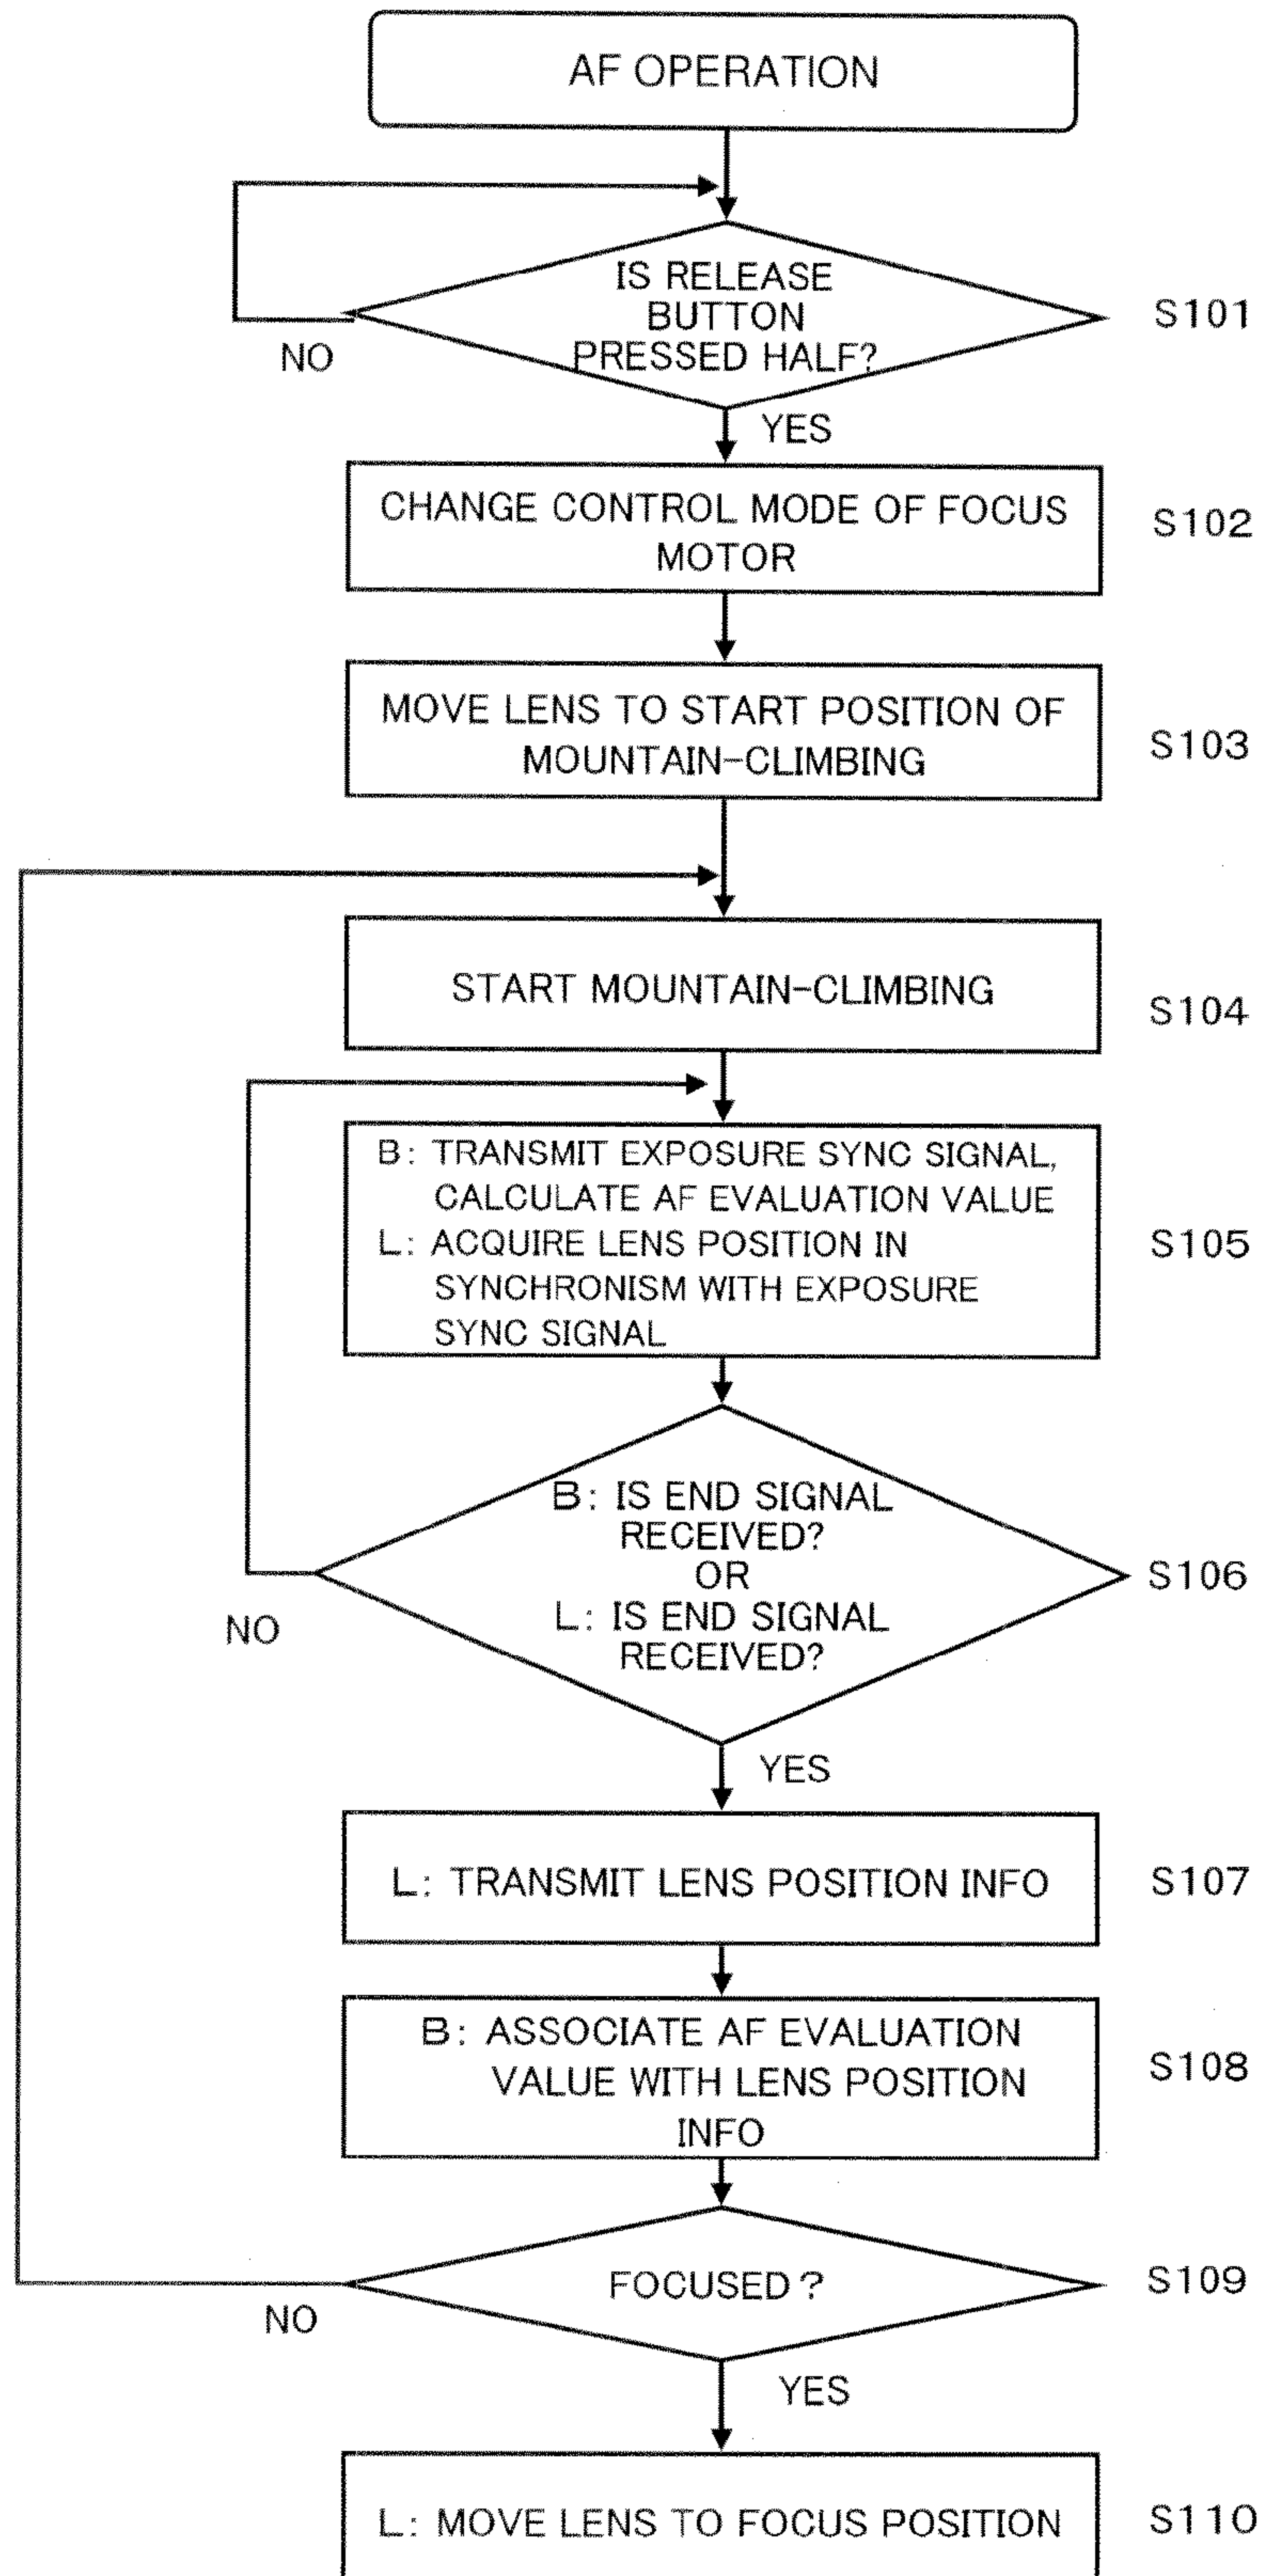 AF OPERATION
IS RELEASE
BUTTON
PRESSED HALF?
S101
NO
YES
CHANGE CONTROL MODE OF FOCUS
MOTOR
S102
MOVE LENS TO START POSITION OF
MOUNTAIN-CLIMBING
S103
START MOUNTAIN-CLIMBING
S104
B: TRANSMIT EXPOSURE SYNC SIGNAL,
CALCULATE AF EVALUATION VALUE
L: ACQUIRE LENS POSITION IN
SYNCHRONISM WITH EXPOSURE
SYNC SIGNAL
S105
B: IS END SIGNAL
RECEIVED?
OR
L: IS END SIGNAL
RECEIVED?
S106
NO
YES
L: TRANSMIT LENS POSITION INFO
S107
B: ASSOCIATE AF EVALUATION
VALUE WITH LENS POSITION
INFO
S108
FOCUSED?
S109
NO
YES
L: MOVE LENS TO FOCUS POSITION
S110